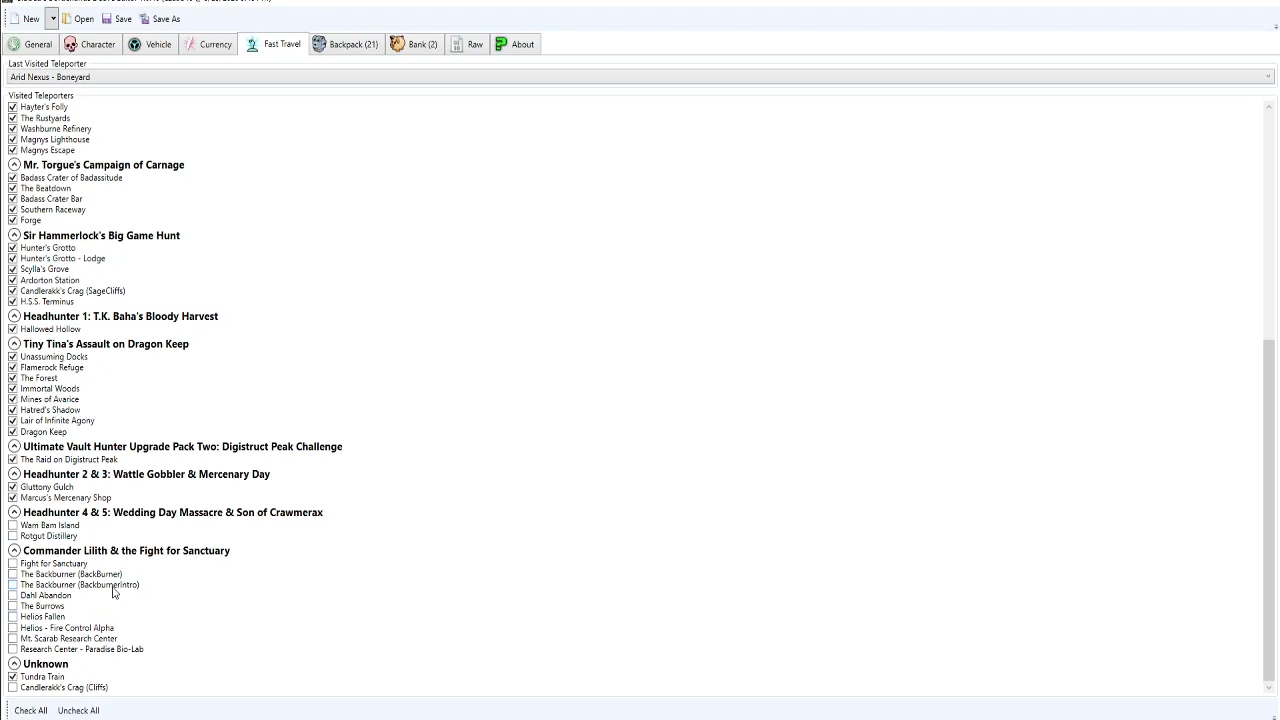 New Open Save Save As
General Character Vehicle Currency Fast Travel Backpack (21) Bank (2) Raw About
Last Visited Teleporter
Arid Nexus - Boneyard
Visited Teleporters
Hayter's Folly
The Rustyards
Washburne Refinery
Magnys Lighthouse
Magnys Escape
Mr. Torgue's Campaign of Carnage
Badass Crater of Badassitude
The Beatdown
Badass Crater Bar
Southern Raceway
Forge
Sir Hammerlock's Big Game Hunt
Hunter's Grotto
Hunter's Grotto - Lodge
Scylla's Grove
Ardorton Station
Candlerakk's Crag (SageCliffs)
H.S.S. Terminus
Headhunter 1: T.K. Baha's Bloody Harvest
Hallowed Hollow
Tiny Tina's Assault on Dragon Keep
Unassuming Docks
Flamerock Refuge
The Forest
Immortal Woods
Mines of Avarice
Hatred's Shadow
Lair of Infinite Agony
Dragon Keep
Ultimate Vault Hunter Upgrade Pack Two: Digistruct Peak Challenge
The Raid on Digistruct Peak
Headhunter 2 & 3: Wattle Gobbler & Mercenary Day
Gluttony Gulch
Marcus's Mercenary Shop
Headhunter 4 & 5: Wedding Day Massacre & Son of Crawmerax
Wam Bam Island
Rotgut Distillery
Commander Lilith & the Fight for Sanctuary
Fight for Sanctuary
The Backburner (BackBurner)
The Backburner (BackburnerIntro)
Dahl Abandon
The Burrows
Helios Fallen
Helios - Fire Control Alpha
Mt. Scarab Research Center
Research Center - Paradise Bio-Lab
Unknown
Tundra Train
Candlerakk's Crag (Cliffs)
Check All Uncheck All